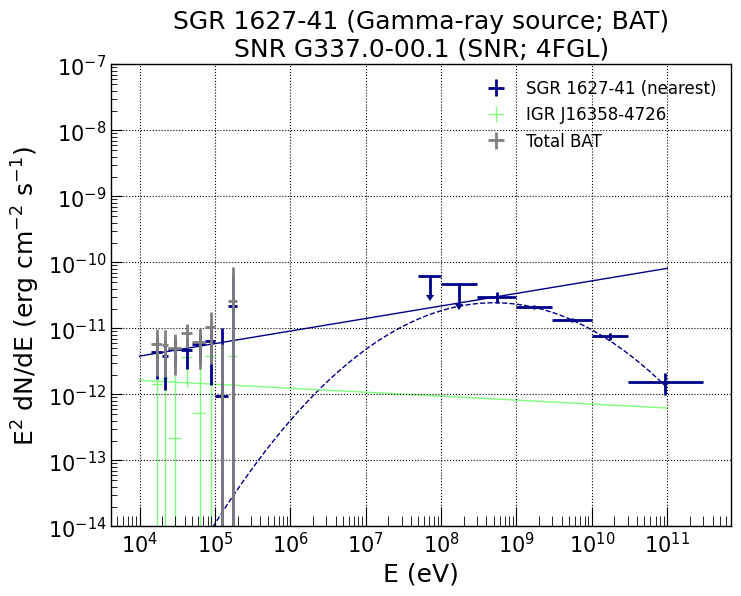 SGR 1627-41 (Gamma-ray source; BAT)
SNR G337.0-00.1 (SNR; 4FGL)
SGR 1627-41 (nearest)
IGR J16358-4726
Total BAT
E² dN/dE (erg cm⁻² s⁻¹)
10⁻⁷
10⁻⁸
10⁻⁹
10⁻¹⁰
10⁻¹¹
10⁻¹²
10⁻¹³
10⁻¹⁴
10⁴ 10⁵ 10⁶ 10⁷ 10⁸ 10⁹ 10¹⁰ 10¹¹
E (eV)